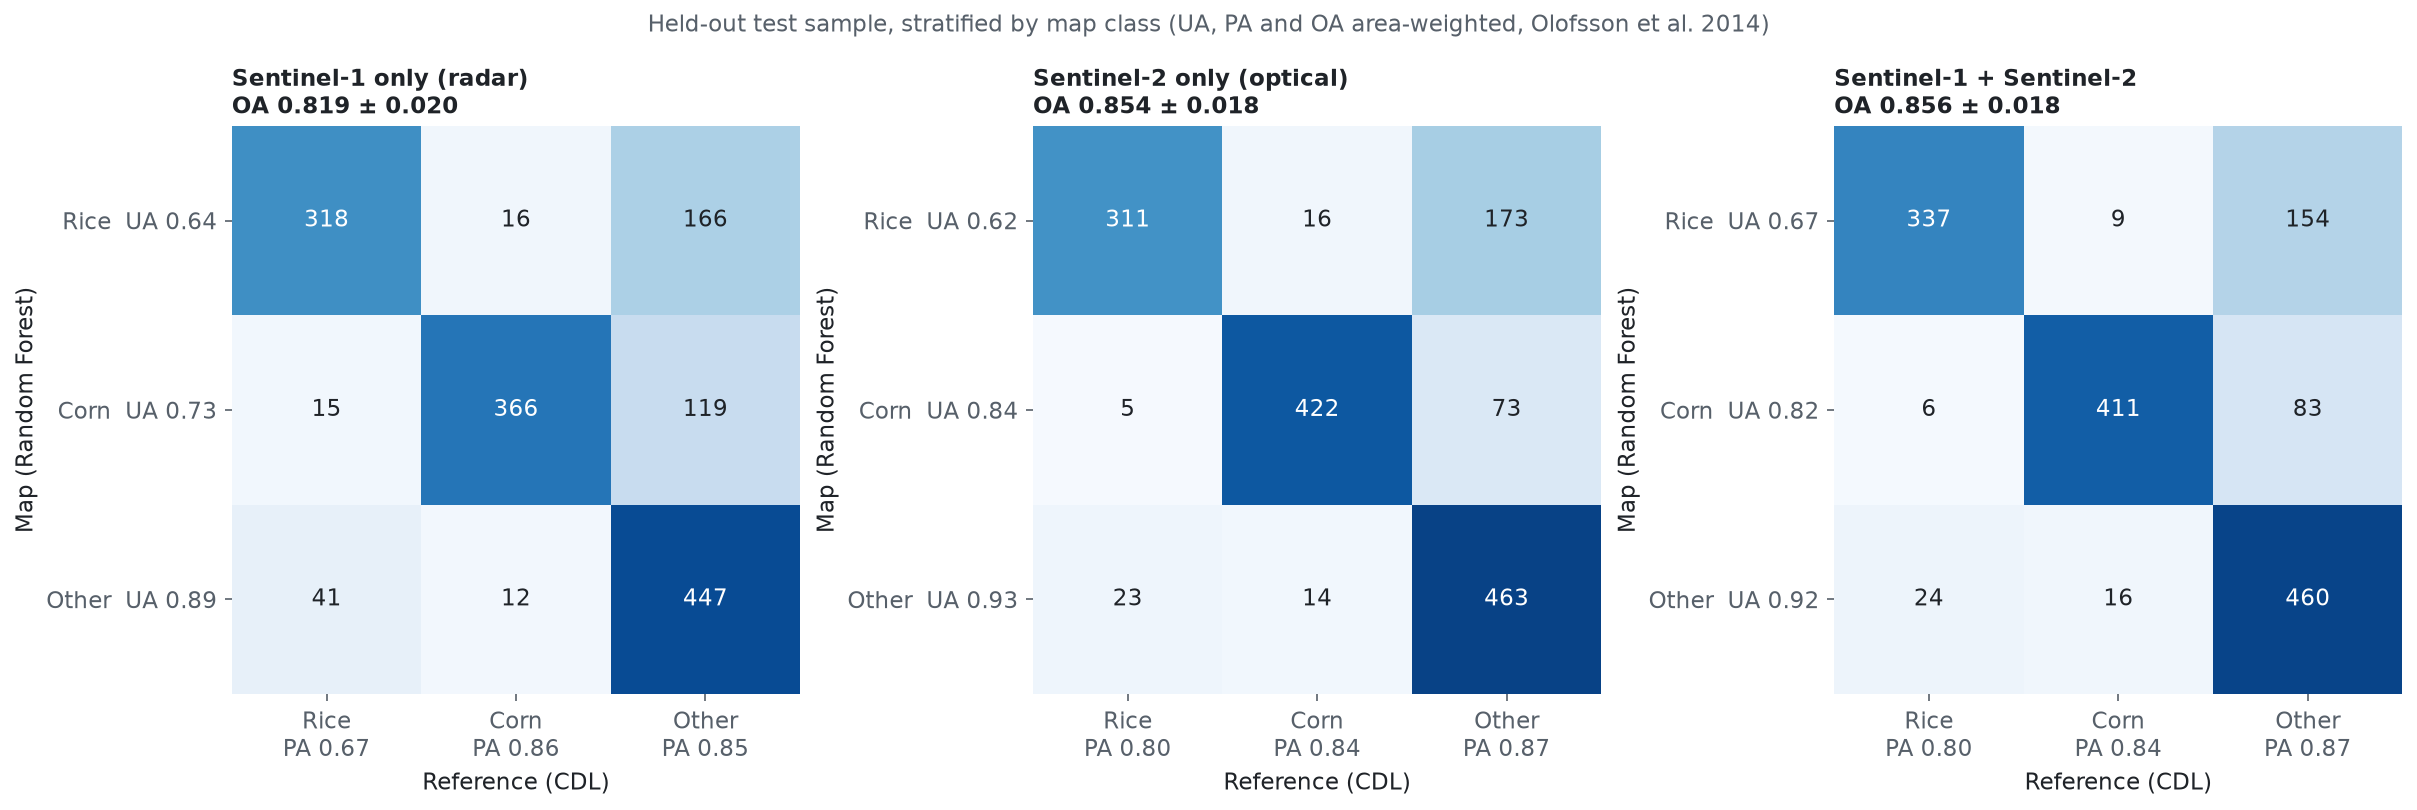 Held-out test sample, stratified by map class (UA, PA and OA area-weighted, Olofsson et al. 2014)
Sentinel-1 only (radar)
OA 0.819 ± 0.020
Map (Random Forest)
Rice UA 0.64
318 16 166
Corn UA 0.73
15 366 119
Other UA 0.89
41 12 447
Rice Corn Other
PA 0.67 PA 0.86 PA 0.85
Reference (CDL)
Sentinel-2 only (optical)
OA 0.854 ± 0.018
Map (Random Forest)
Rice UA 0.62
311 16 173
Corn UA 0.84
5 422 73
Other UA 0.93
23 14 463
Rice Corn Other
PA 0.80 PA 0.84 PA 0.87
Reference (CDL)
Sentinel-1 + Sentinel-2
OA 0.856 ± 0.018
Map (Random Forest)
Rice UA 0.67
337 9 154
Corn UA 0.82
6 411 83
Other UA 0.92
24 16 460
Rice Corn Other
PA 0.80 PA 0.84 PA 0.87
Reference (CDL)